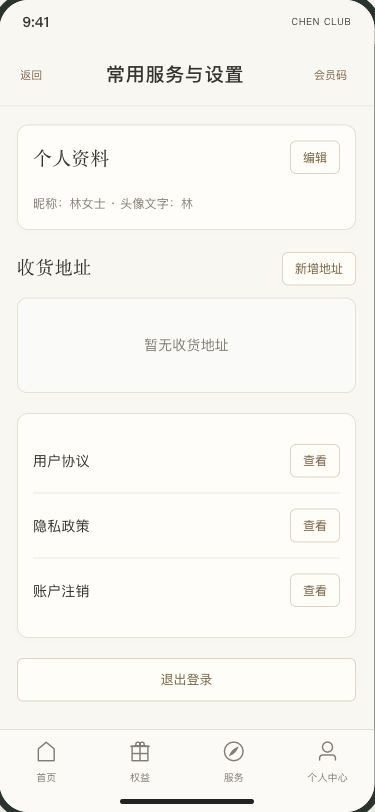 9:41 CHEN CLUB
返回 常用服务与设置 会员码
个人资料 编辑
昵称：林女士 · 头像文字：林
收货地址 新增地址
暂无收货地址
用户协议 查看
隐私政策 查看
账户注销 查看
退出登录
首页 权益 服务 个人中心